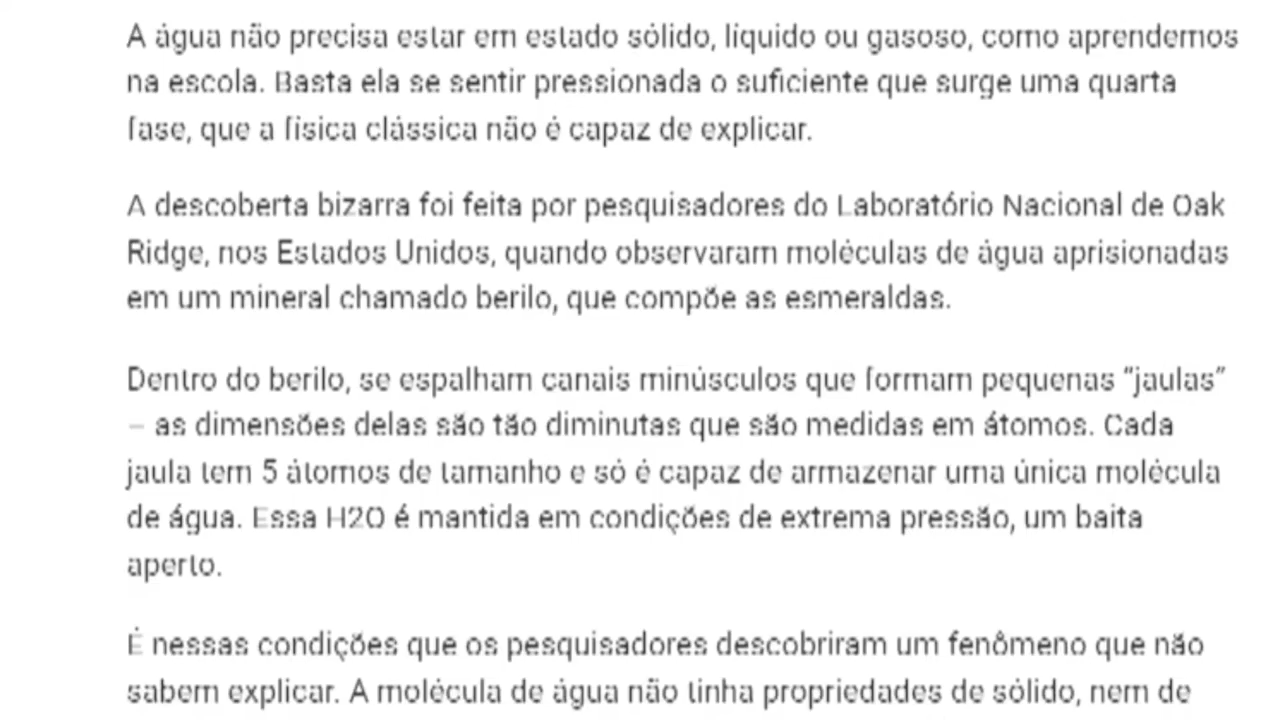 A água não precisa estar em estado sólido, líquido ou gasoso, como aprendemos
na escola. Basta ela se sentir pressionada o suficiente que surge uma quarta
fase, que a física clássica não é capaz de explicar.
A descoberta bizarra foi feita por pesquisadores do Laboratório Nacional de Oak
Ridge, nos Estados Unidos, quando observaram moléculas de água aprisionadas
em um mineral chamado berilo, que compõe as esmeraldas.
Dentro do berilo, se espalham canais minúsculos que formam pequenas “jaulas”
– as dimensões delas são tão diminutas que são medidas em átomos. Cada
jaula tem 5 átomos de tamanho e só é capaz de armazenar uma única molécula
de água. Essa H2O é mantida em condições de extrema pressão, um baita
aperto.
É nessas condições que os pesquisadores descobriram um fenômeno que não
sabem explicar. A molécula de água não tinha propriedades de sólido, nem de